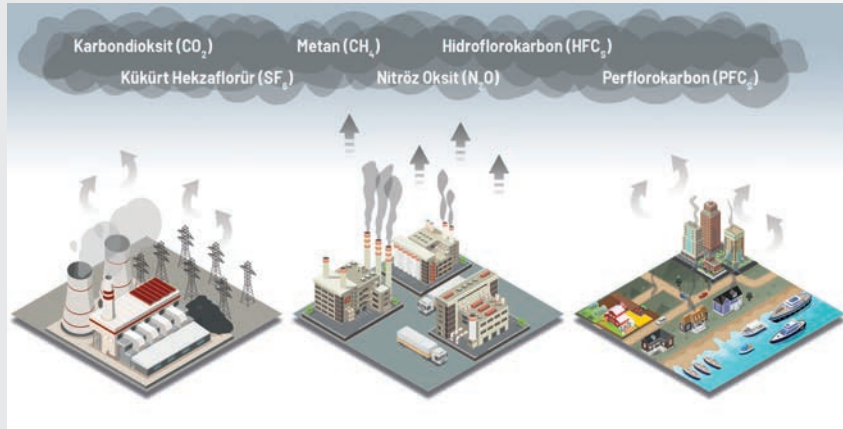 Karbondioksit (CO₂) Metan (CH₄) Hidroflorokarbon (HFCₛ)
Kükürt Hekzaflorür (SF₆) Nitröz Oksit (N₂O) Perflorokarbon (PFCₛ)